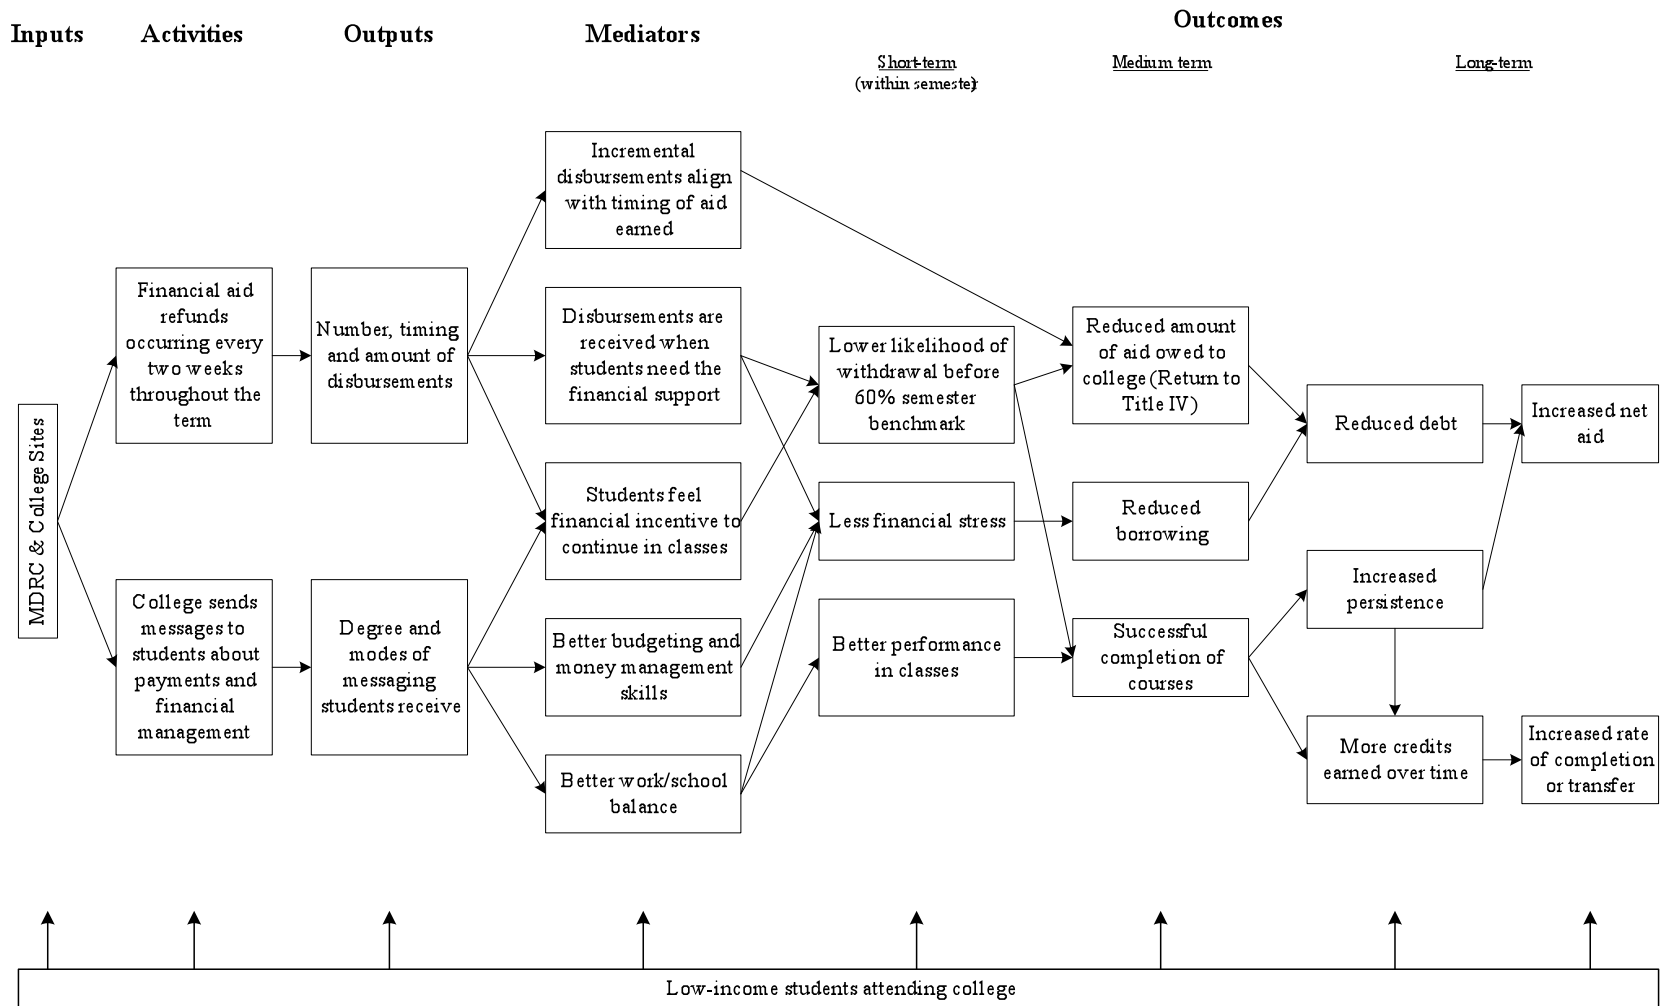 Inputs
Activities
Outputs
Mediators
Outcomes
Short-term
(within semester)
Medium term
Long-term
MDRC & College Sites
Financial aid
refunds
occurring every
two weeks
throughout the
term
College sends
messages to
students about
payments and
financial
management
Number, timing
and amount of
disbursements
Degree and
modes of
messaging
students receive
Incremental
disbursements align
with timing of aid
earned
Disbursements are
received when
students need the
financial support
Students feel
financial incentive to
continue in classes
Better budgeting and
money management
skills
Better work/school
balance
Lower likelihood of
withdrawal before
60% semester
benchmark
Less financial stress
Better performance
in classes
Reduced amount
of aid owed to
college (Return to
Title IV)
Reduced
borrowing
Successful
completion of
courses
Reduced debt
Increased
persistence
More credits
earned over time
Increased net
aid
Increased rate
of completion
or transfer
Low-income students attending college